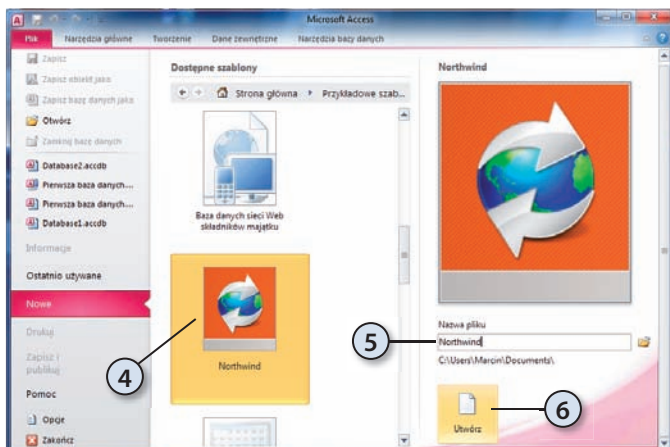 Microsoft Access
Plik Narzędzia główne Tworzenie Dane zewnętrzne Narzędzia bazy danych
Zapisz
Zapisz obiekt jako
Zapisz bazę danych jako
Otwórz
Zamknij bazę danych
Database2.accdb
Pierwsza baza danych....
Pierwsza baza danych....
Database1.accdb
Informacje
Ostatnio używane
Nowe
Drukuj
Zapisz i
publikuj
Pomoc
Opcje
Zakończ
Dostępne szablony
Strona główna Przykładowe szab...
Baza danych sieci Web
składników majątku
Northwind
4
Northwind
Nazwa pliku
5
Northwind
C:\Users\Marcin\Documents\
Utwórz
6